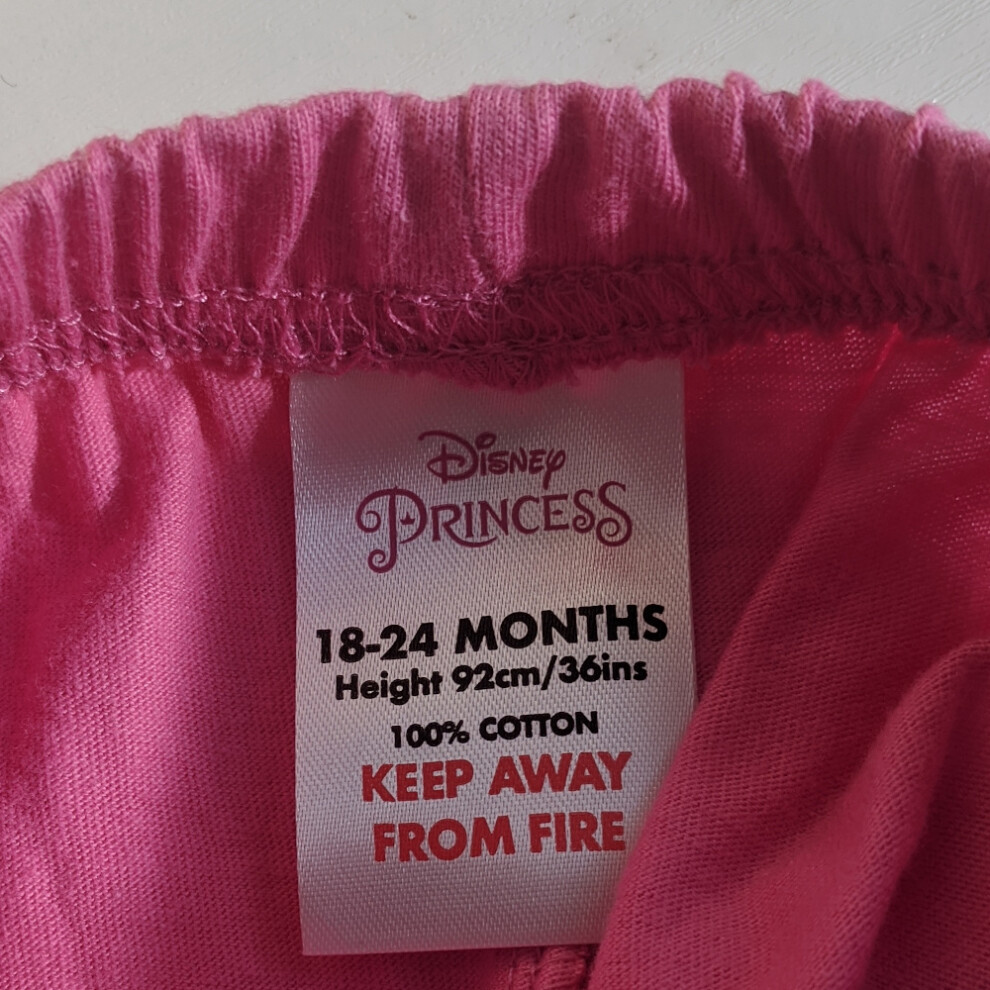 Disney
PRINCESS
18-24 MONTHS
Height 92cm/36ins
100% COTTON
KEEP AWAY
FROM FIRE